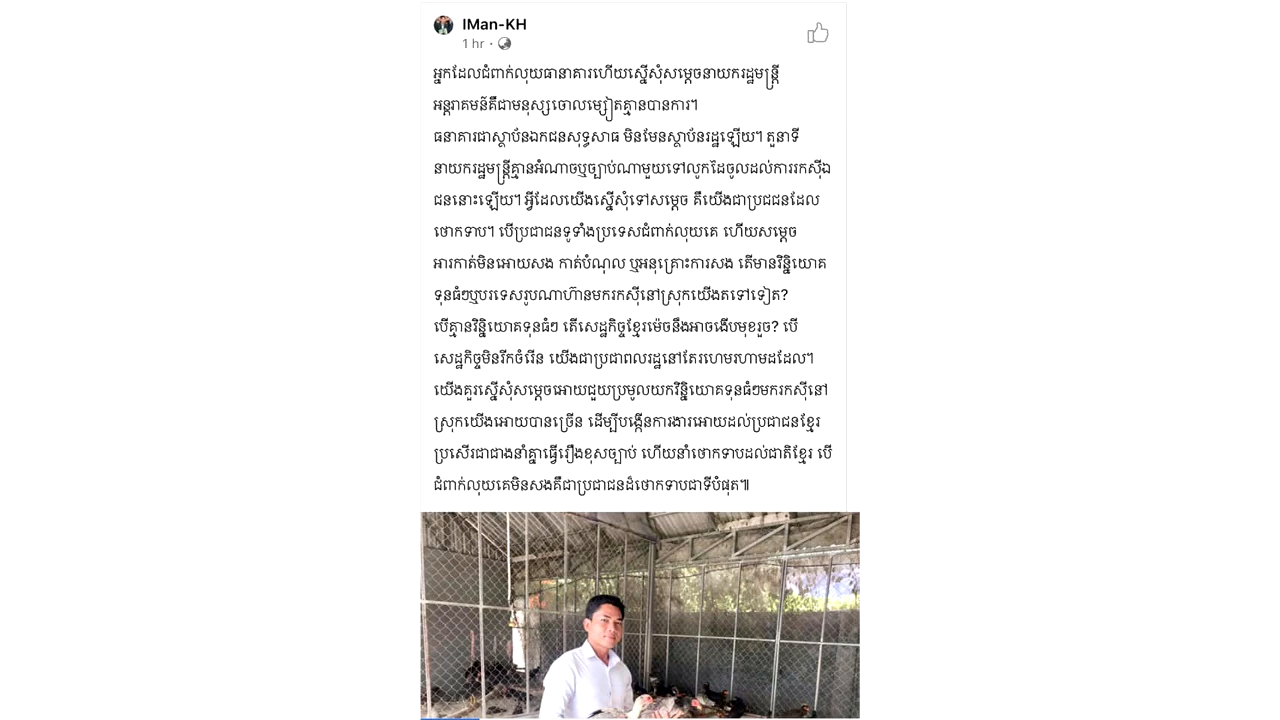 IMan-KH
1 hr ·
អ្នកដែលជំពាក់លុយធានាគារហើយស្នើសុំសម្ដេចនាយករដ្ឋមន្ត្រី
អន្តរាគមន៏គឺជាមនុស្សចោលម្សៀតគ្មានបានការ។
ធនាគារជាស្ថាប័នឯកជនសុទ្ធសាធ មិនមែនស្ថាប័នរដ្ឋឡើយ។ តួនាទី
នាយករដ្ឋមន្ត្រីគ្មានអំណាចឬច្បាប់ណាមួយទៅលូកដៃចូលដល់ការរកស៊ីឯ
ជននោះឡើយ។ អ្វីដែលយើងស្នើសុំទៅសម្ដេច គឺយើងជាប្រជជនដែល
ថោកទាប។ បើប្រជាជនទូទាំងប្រទេសជំពាក់លុយគេ ហើយសម្ដេច
អារកាត់មិនអោយសង កាត់បំណុល ឬអនុគ្រោះការសង តើមានវិន្និយោគ
ទុនធំៗឬបរទេសរូបណាហ៊ានមករកស៊ីនៅស្រុកយើងតទៅទៀត?
បើគ្មានវិន្និយោគទុនធំៗ តើសេដ្ឋកិច្ចខ្មែរម៉េចនឹងអាចងើបមុខរួច? បើ
សេដ្ឋកិច្ចមិនរីកចំរើន យើងជាប្រជាពលរដ្ឋនៅតែរហេមរហាមដដែល។
យើងគួរស្នើសុំសម្ដេចអោយជួយប្រមូលយកវិន្និយោគទុនធំៗមករកស៊ីនៅ
ស្រុកយើងអោយបានច្រើន ដើម្បីបង្កើនការងារអោយដល់ប្រជាជនខ្មែរ
ប្រសើរជាជាងនាំគ្នាធ្វើរឿងខុសច្បាប់ ហើយនាំថោកទាបដល់ជាតិខ្មែរ បើ
ជំពាក់លុយគេមិនសងគឺជាប្រជាជនដ៌ថោកទាបជាទីបំផុត៕